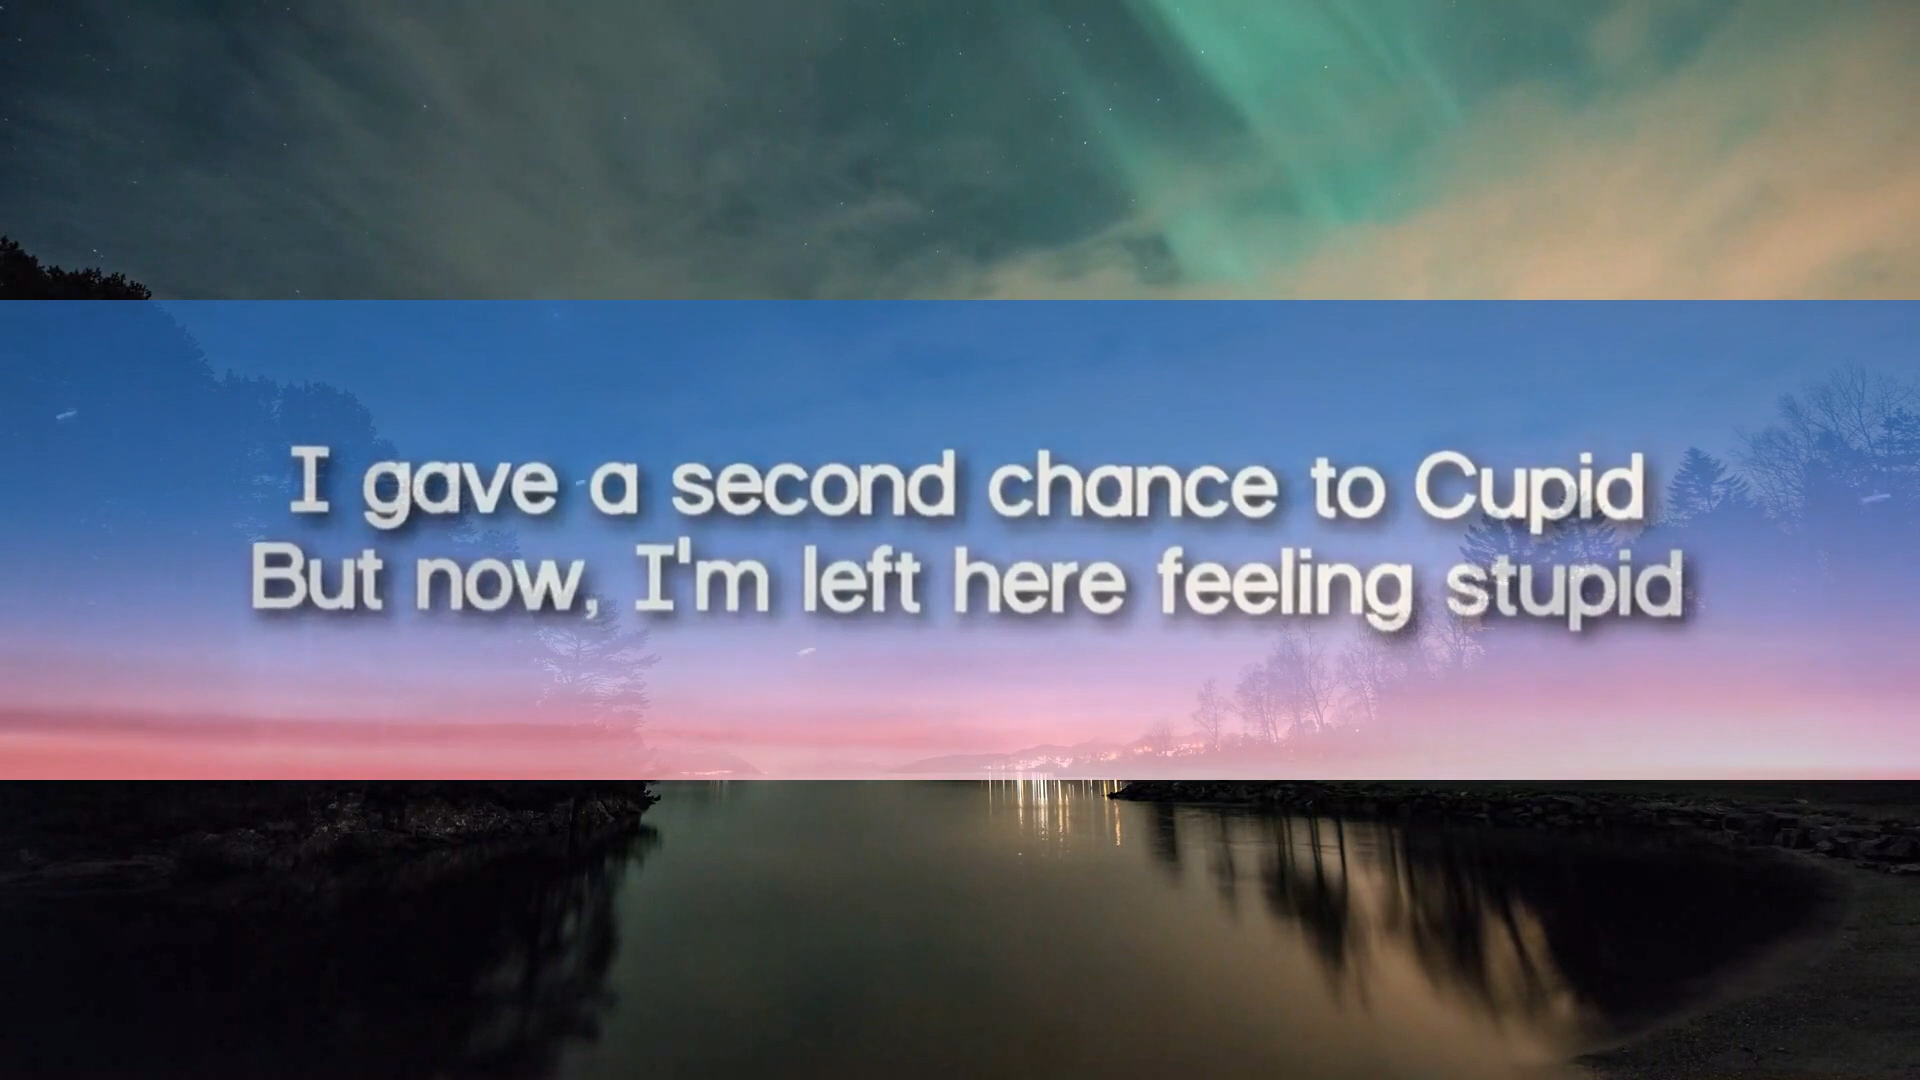 I gave a second chance to Cupid
But now, I'm left here feeling stupid